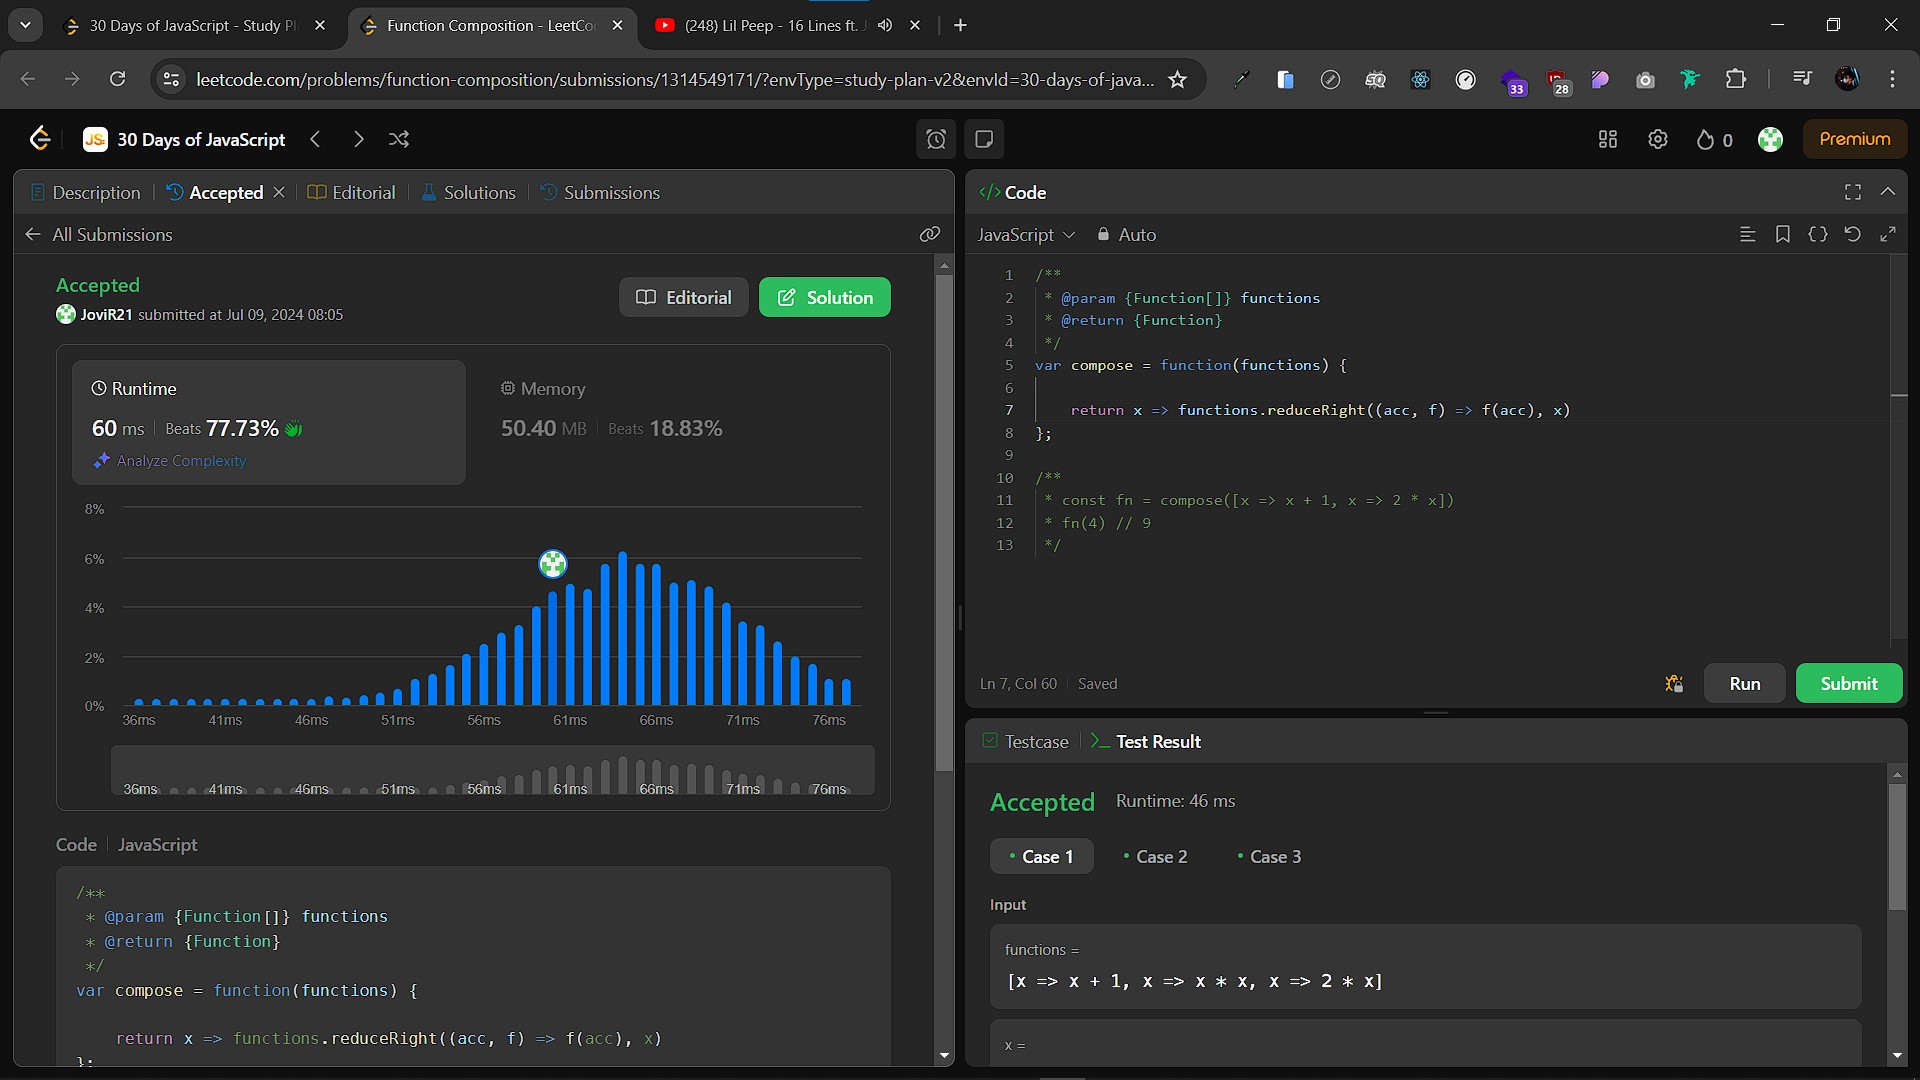 30 Days of JavaScript - Study Pl
Function Composition - LeetCo
(248) Lil Peep - 16 Lines ft.
leetcode.com/problems/function-composition/submissions/1314549171/?envType=study-plan-v2&envId=30-days-of-java...
33
28
JS
30 Days of JavaScript
0
Premium
Description
Accepted
Editorial
Solutions
Submissions
All Submissions
Accepted
JoviR21 submitted at Jul 09, 2024 08:05
Editorial
Solution
Runtime
60 ms
Beats 77.73%
Analyze Complexity
Memory
50.40 MB
Beats 18.83%
8%
6%
4%
2%
0%
36ms 41ms 46ms 51ms 56ms 61ms 66ms 71ms 76ms
36ms 41ms 46ms 51ms 56ms 61ms 66ms 71ms 76ms
Code
JavaScript
/**
* @param {Function[]} functions
* @return {Function}
*/
var compose = function(functions) {
return x => functions.reduceRight((acc, f) => f(acc), x)
};
</> Code
JavaScript
Auto
1 /**
2 * @param {Function[]} functions
3 * @return {Function}
4 */
5 var compose = function(functions) {
6
7 return x => functions.reduceRight((acc, f) => f(acc), x)
8 };
9
10 /**
11 * const fn = compose([x => x + 1, x => 2 * x])
12 * fn(4) // 9
13 */
Ln 7, Col 60
Saved
Run
Submit
Testcase
Test Result
Accepted
Runtime: 46 ms
Case 1
Case 2
Case 3
Input
functions =
[x => x + 1, x => x * x, x => 2 * x]
x =